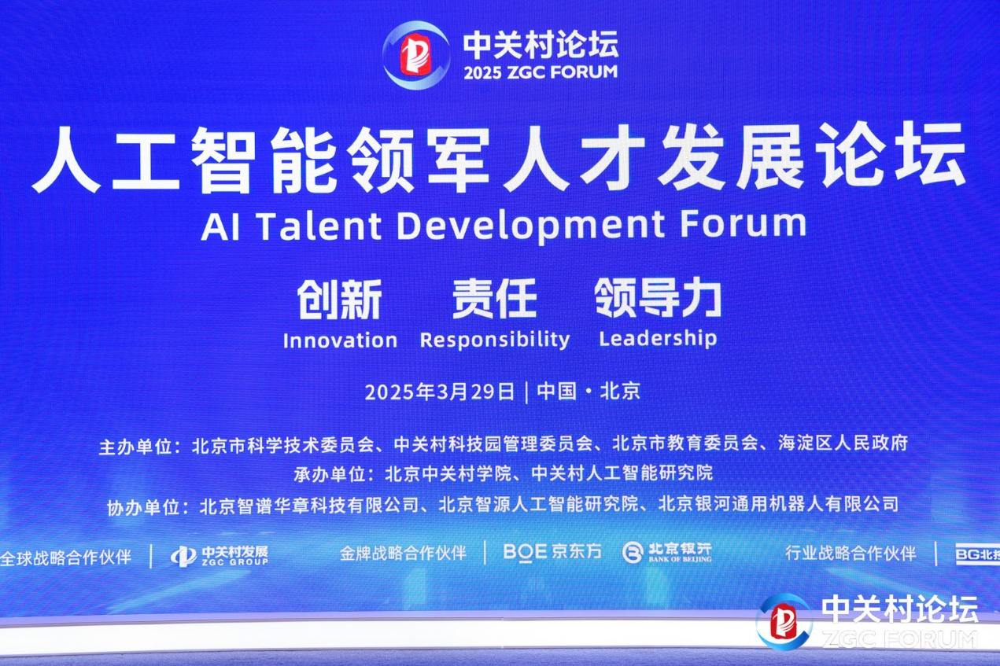 中关村论坛
2025 ZGC FORUM
人工智能领军人才发展论坛
AI Talent Development Forum
创新 责任 领导力
Innovation Responsibility Leadership
2025年3月29日 | 中国·北京
主办单位：北京市科学技术委员会、中关村科技园管理委员会、北京市教育委员会、海淀区人民政府
承办单位：北京中关村学院、中关村人工智能研究院
协办单位：北京智谱华章科技有限公司、北京智源人工智能研究院、北京银河通用机器人有限公司
全球战略合作伙伴 | 中关村发展 金牌战略合作伙伴 | BOE 京东方 北京银行 行业战略合作伙伴 | BG北控
ZGC GROUP BANK OF BEIJING
中关村论坛
ZGC FORUM